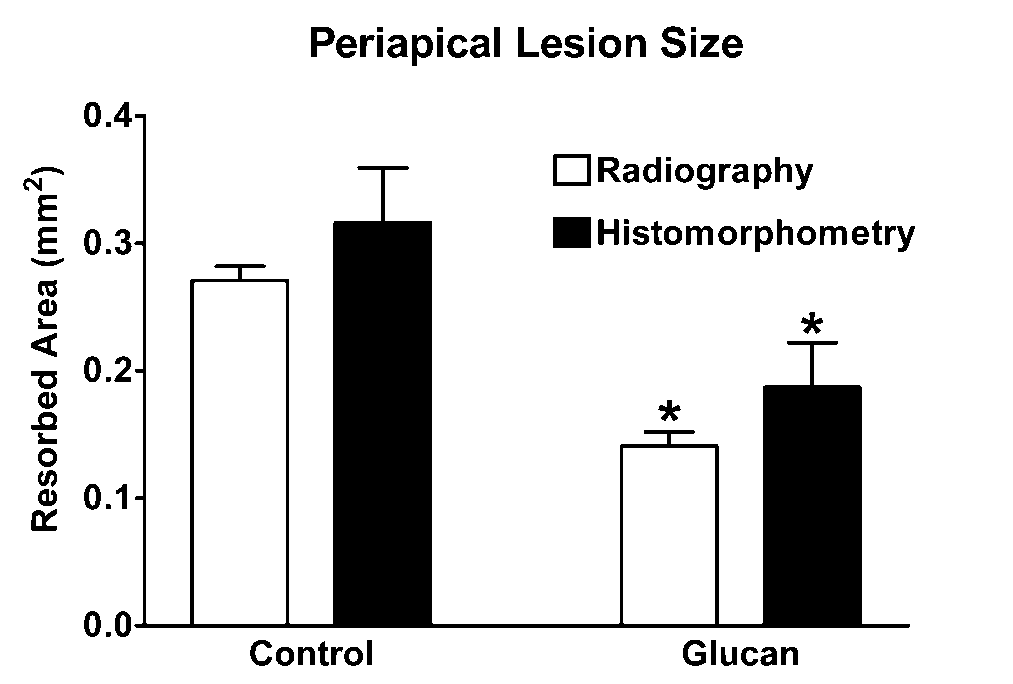 Periapical Lesion Size
Resorbed Area (mm²)
0.4
0.3
0.2
0.1
0.0
Radiography
Histomorphometry
*
*
Control
Glucan